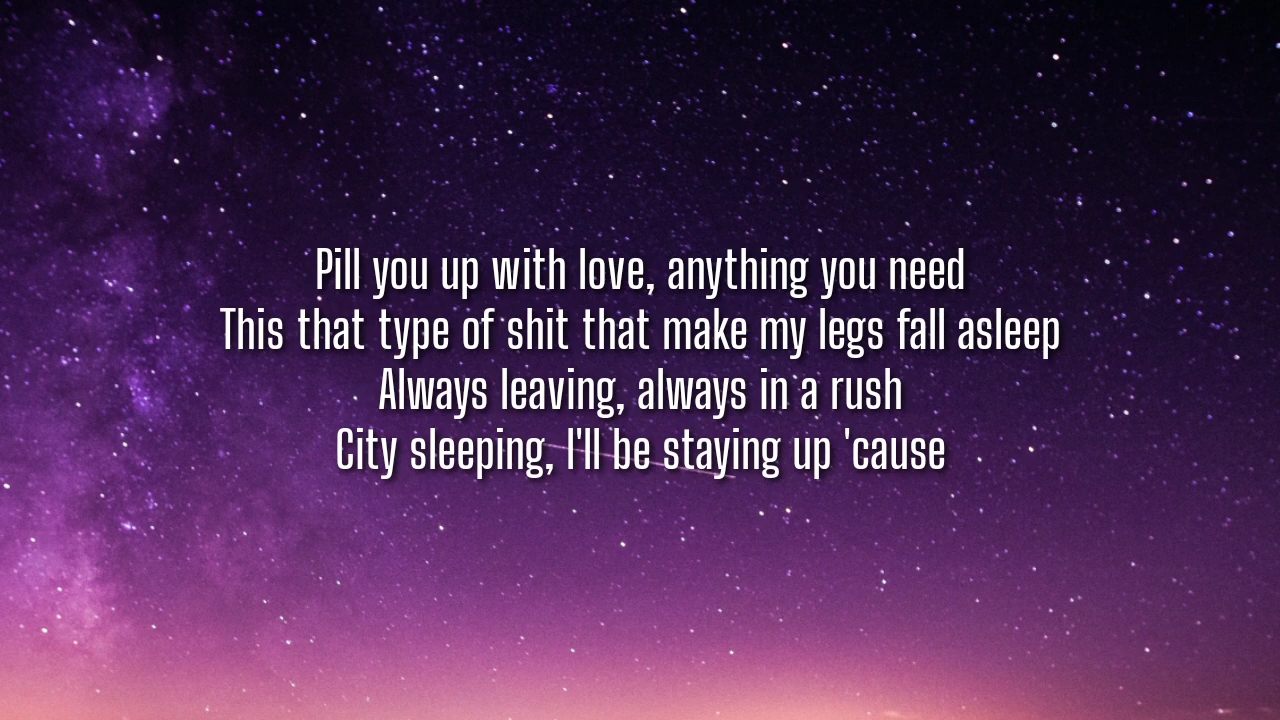 Pill you up with love, anything you need
This that type of shit that make my legs fall asleep
Always leaving, always in a rush
City sleeping, I'll be staying up 'cause